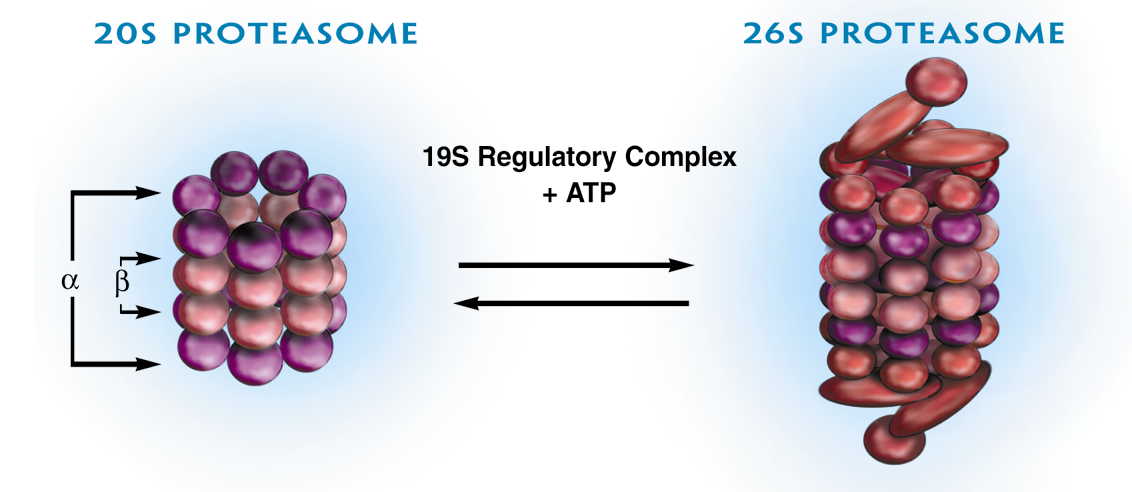 20S PROTEASOME
26S PROTEASOME
19S Regulatory Complex
+ ATP
α
β